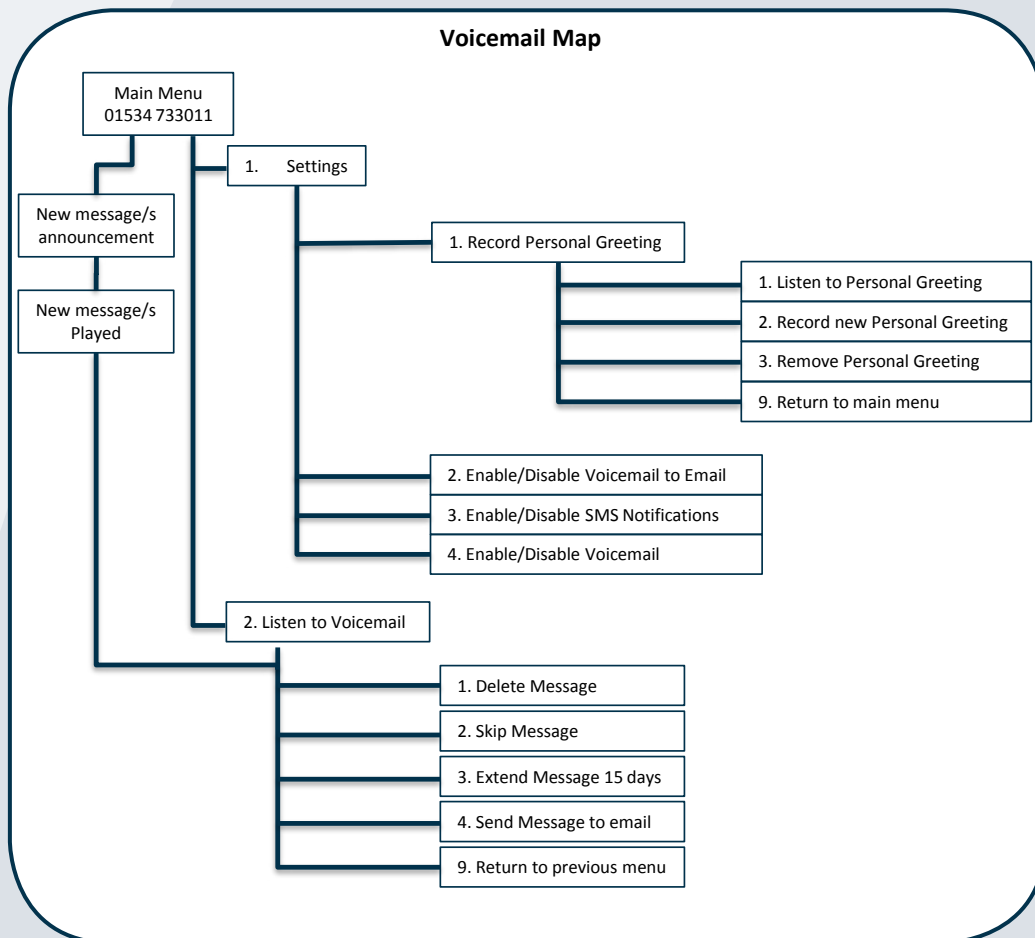 Voicemail Map
Main Menu
01534 733011
1. Settings
New message/s
announcement
1. Record Personal Greeting
1. Listen to Personal Greeting
New message/s
Played
2. Record new Personal Greeting
3. Remove Personal Greeting
9. Return to main menu
2. Enable/Disable Voicemail to Email
3. Enable/Disable SMS Notifications
4. Enable/Disable Voicemail
2. Listen to Voicemail
1. Delete Message
2. Skip Message
3. Extend Message 15 days
4. Send Message to email
9. Return to previous menu